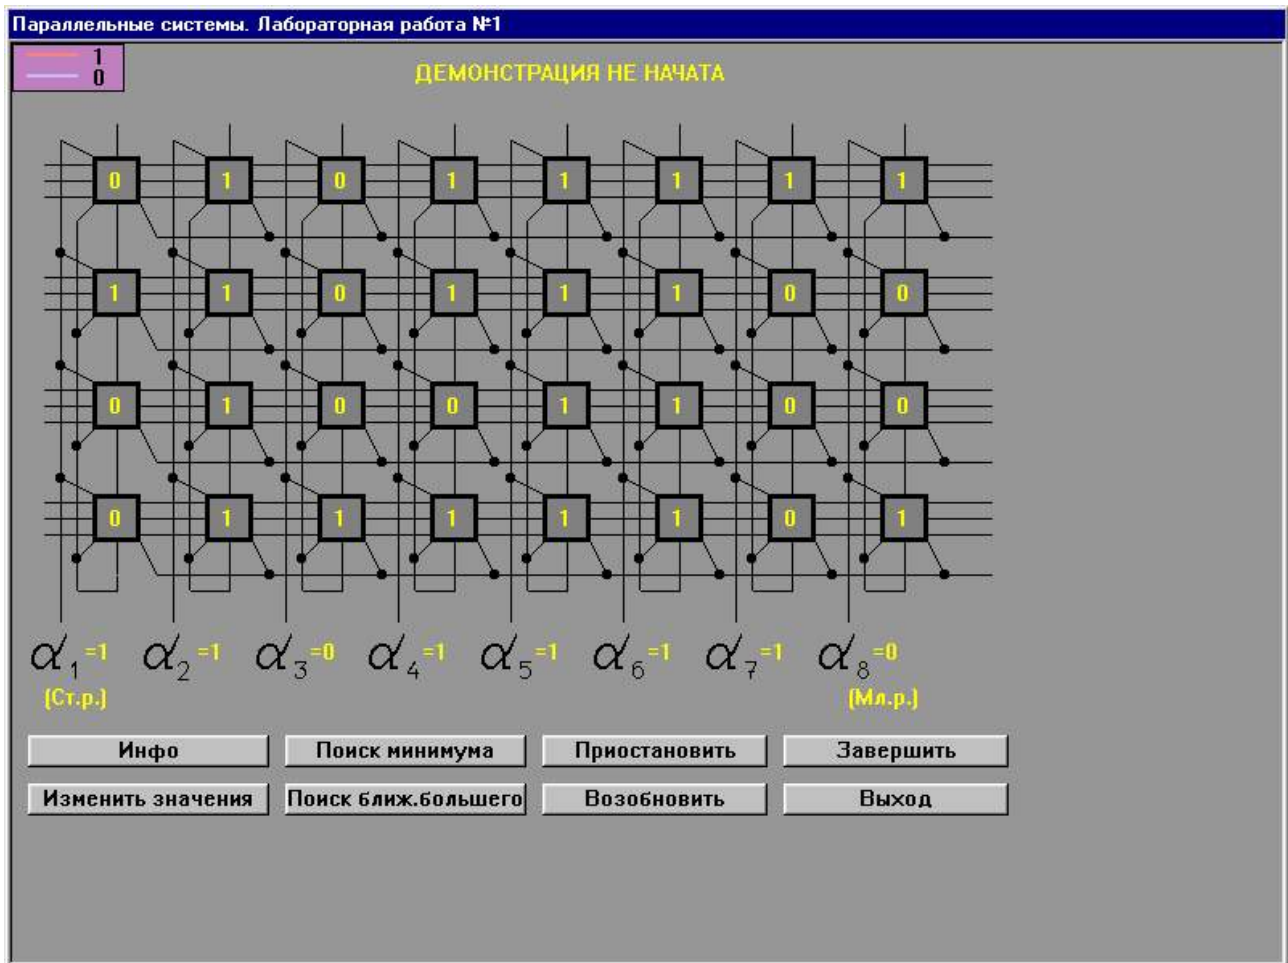 Параллельные системы. Лабораторная работа №1
1
0
ДЕМОНСТРАЦИЯ НЕ НАЧАТА
0 1 0 1 1 1 1 1
1 1 0 1 1 1 0 0
0 1 0 0 1 1 0 0
0 1 1 1 1 1 0 1
α₁=1 α₂=1 α₃=0 α₄=1 α₅=1 α₆=1 α₇=1 α₈=0
(Ст.р.) (Мл.р.)
Инфо Поиск минимума Приостановить Завершить
Изменить значения Поиск ближ.большего Возобновить Выход